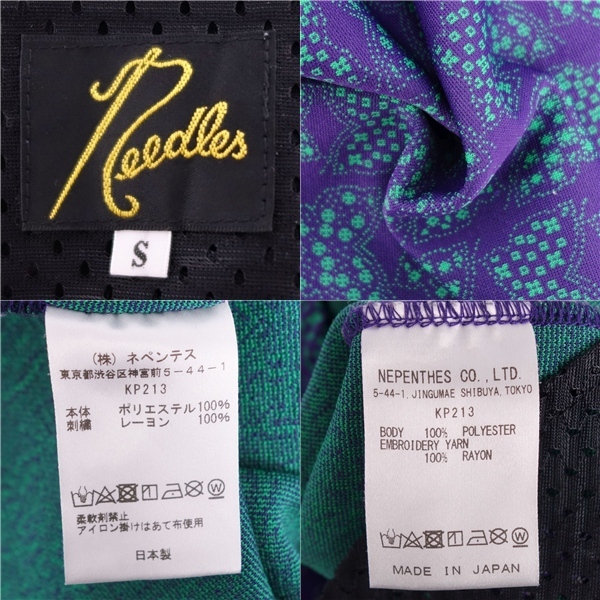 Needles
S
(株) ネペンテス
東京都渋谷区神宮前5-44-1
KP213
本体 ポリエステル100%
刺繍 レーヨン 100%
柔軟剤禁止
アイロン掛けはあて布使用
日本製
NEPENTHES CO., LTD.
5-44-1, JINGUMAE SHIBUYA, TOKYO
KP213
BODY 100% POLYESTER
EMBROIDERY YARN
100% RAYON
MADE IN JAPAN